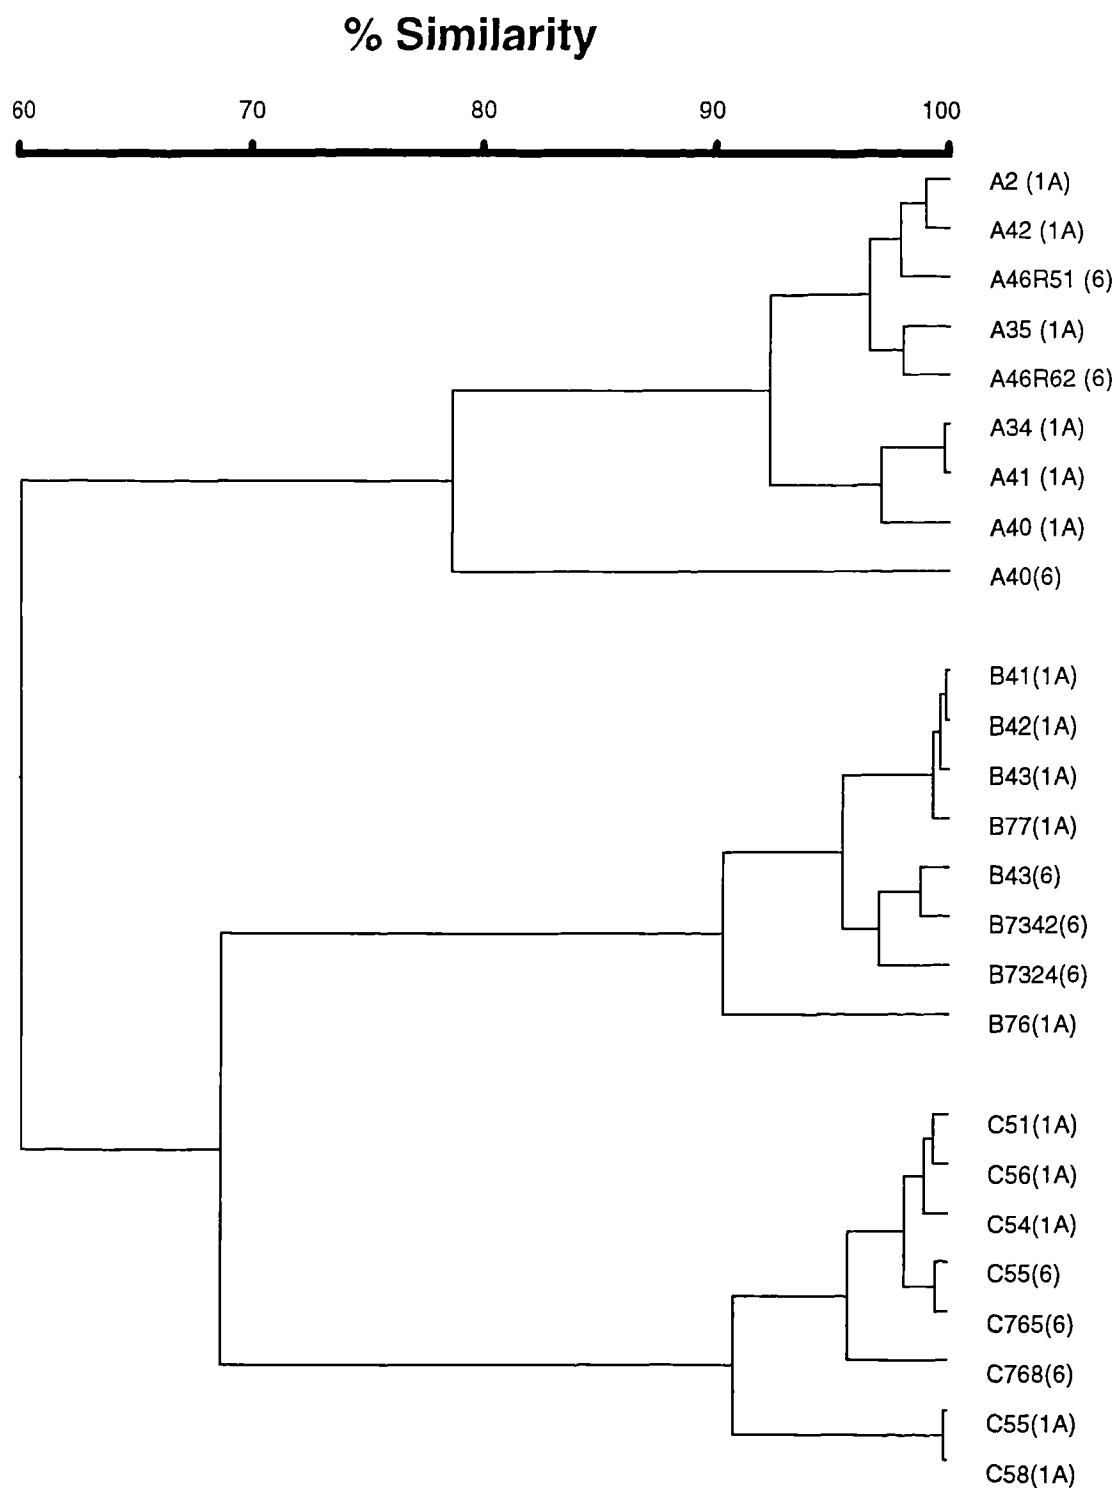 % Similarity
60 70 80 90 100
A2 (1A)
A42 (1A)
A46R51 (6)
A35 (1A)
A46R62 (6)
A34 (1A)
A41 (1A)
A40 (1A)
A40(6)
B41(1A)
B42(1A)
B43(1A)
B77(1A)
B43(6)
B7342(6)
B7324(6)
B76(1A)
C51(1A)
C56(1A)
C54(1A)
C55(6)
C765(6)
C768(6)
C55(1A)
C58(1A)